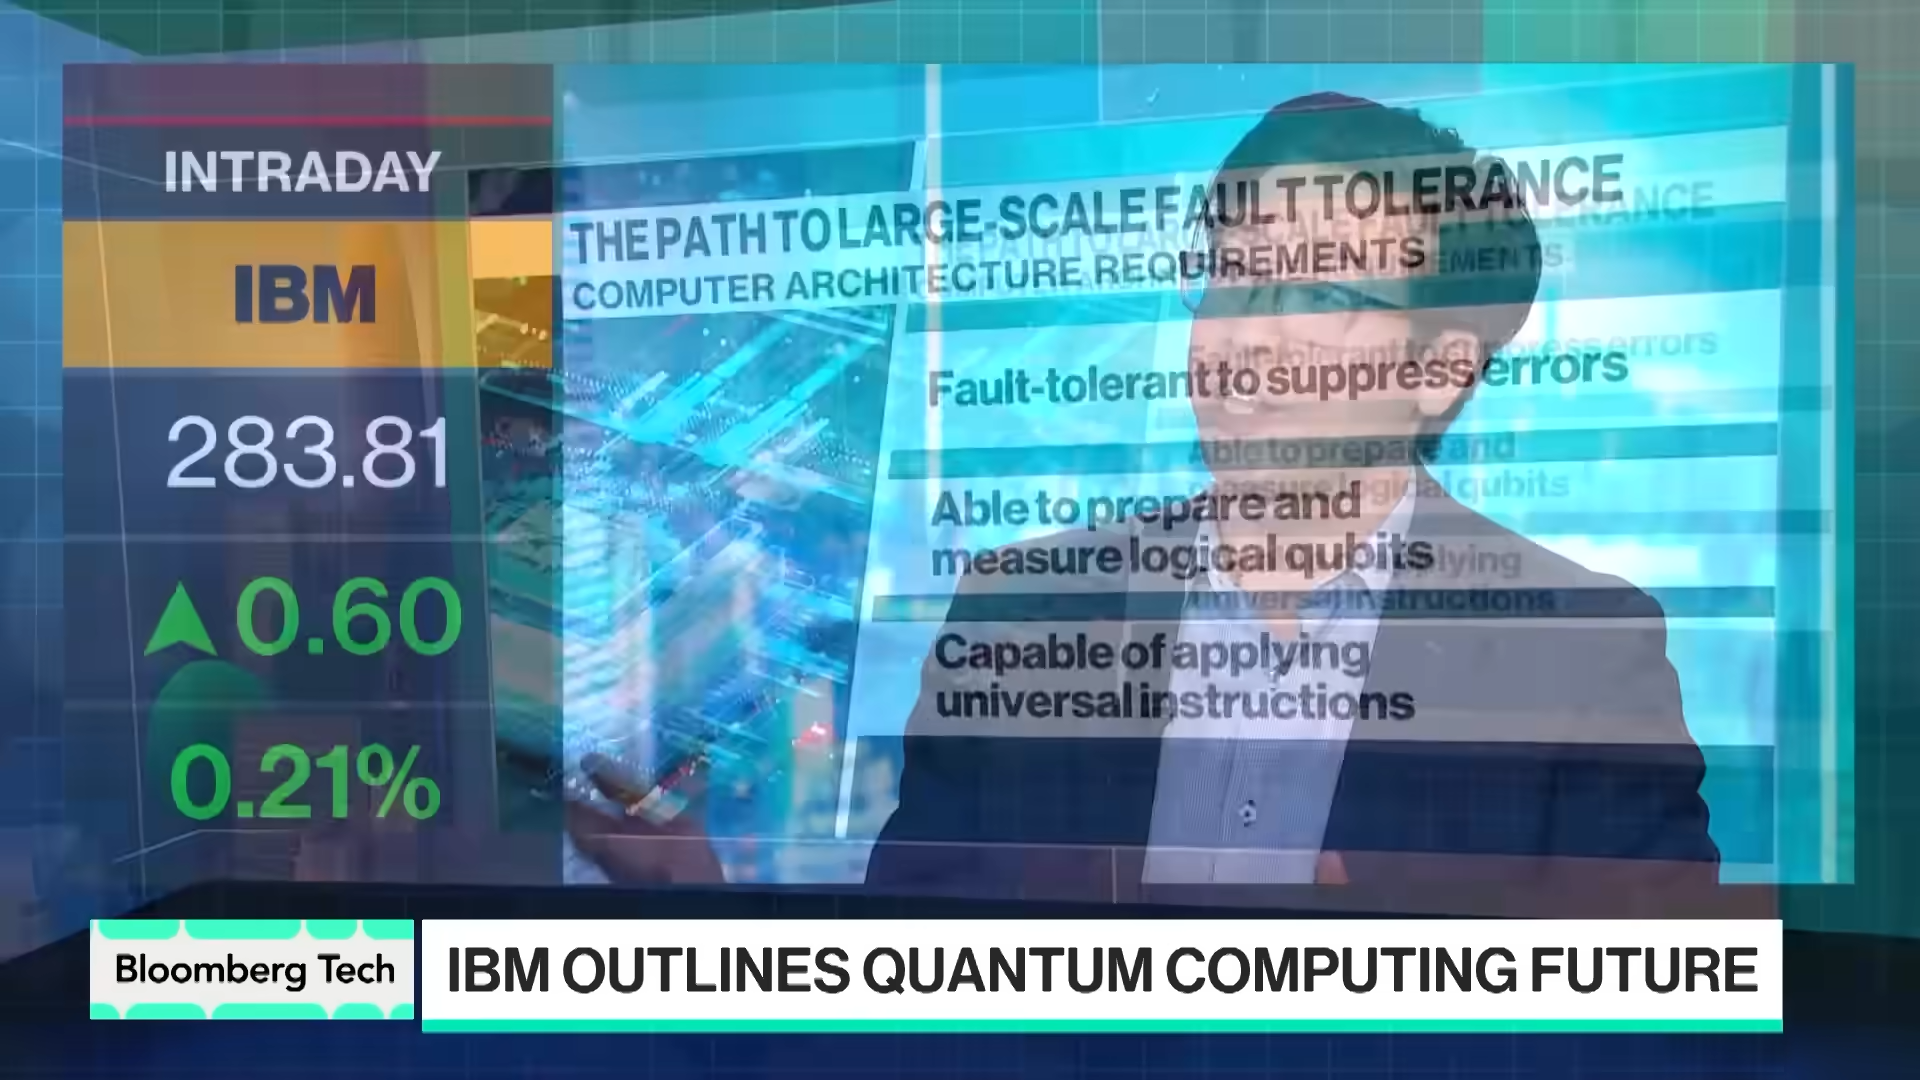 INTRADAY
IBM
283.81
▲0.60
0.21%
THE PATH TO LARGE-SCALE FAULT TOLERANCE
COMPUTER ARCHITECTURE REQUIREMENTS
Fault-tolerant to suppress errors
Able to prepare and
measure logical qubits
Capable of applying
universal instructions
Bloomberg Tech
IBM OUTLINES QUANTUM COMPUTING FUTURE